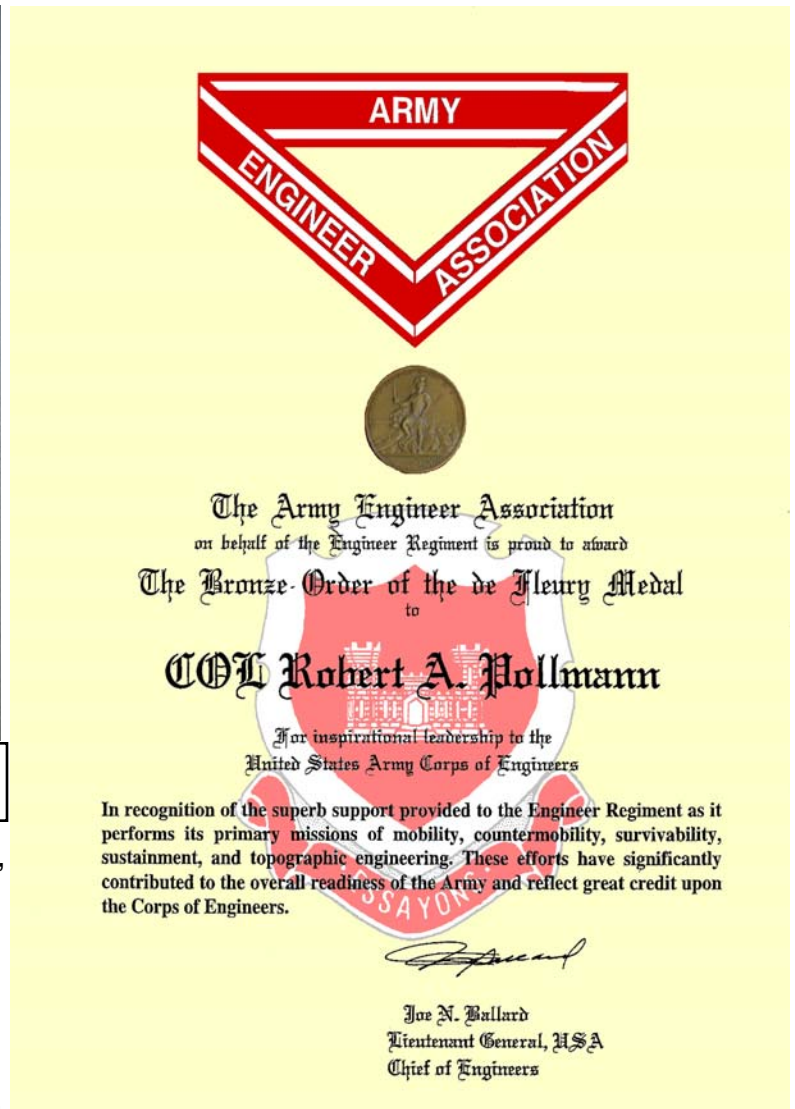 ARMY
ENGINEER
ASSOCIATION
The Army Engineer Association
on behalf of the Engineer Regiment is proud to award
The Bronze Order of the de Fleury Medal
to
COL Robert A. Pollmann
For inspirational leadership to the
United States Army Corps of Engineers
In recognition of the superb support provided to the Engineer Regiment as it
performs its primary missions of mobility, countermobility, survivability,
sustainment, and topographic engineering. These efforts have significantly
contributed to the overall readiness of the Army and reflect great credit upon
the Corps of Engineers.
ESSAYONS
Joe N. Ballard
Lieutenant General, USA
Chief of Engineers
,